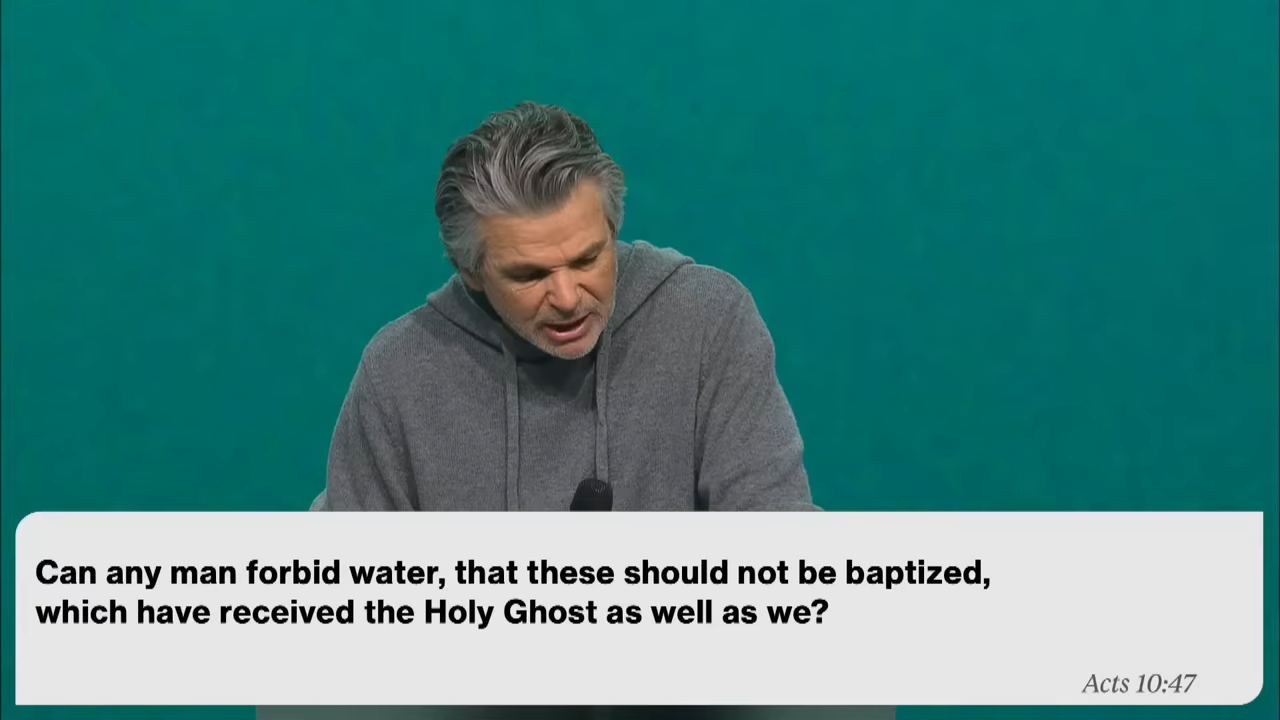 Can any man forbid water, that these should not be baptized,
which have received the Holy Ghost as well as we?
Acts 10:47